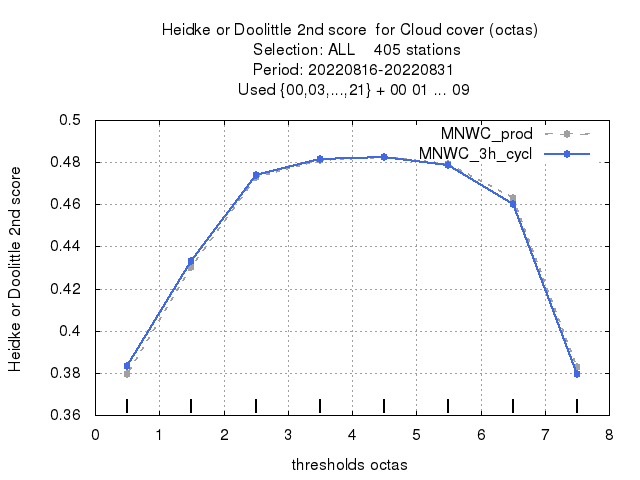 Heidke or Doolittle 2nd score  for Cloud cover (octas)
Selection: ALL    405 stations
Period: 20220816-20220831
Used {00,03,...,21} + 00 01 ... 09
MNWC_prod
MNWC_3h_cycl
0.5
0.48
0.46
0.44
0.42
0.4
0.38
0.36
Heidke or Doolittle 2nd score
0 1 2 3 4 5 6 7 8
thresholds octas